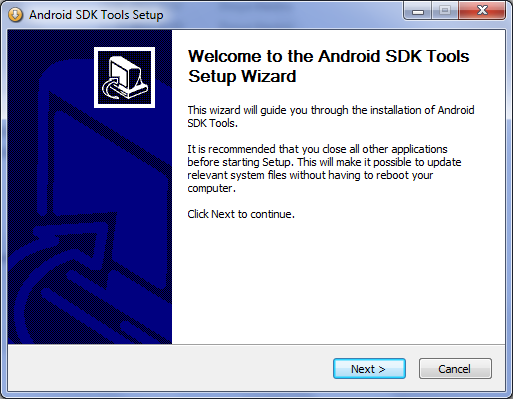 Android SDK Tools Setup
Welcome to the Android SDK Tools
Setup Wizard
This wizard will guide you through the installation of Android
SDK Tools.
It is recommended that you close all other applications
before starting Setup. This will make it possible to update
relevant system files without having to reboot your
computer.
Click Next to continue.
Next >
Cancel